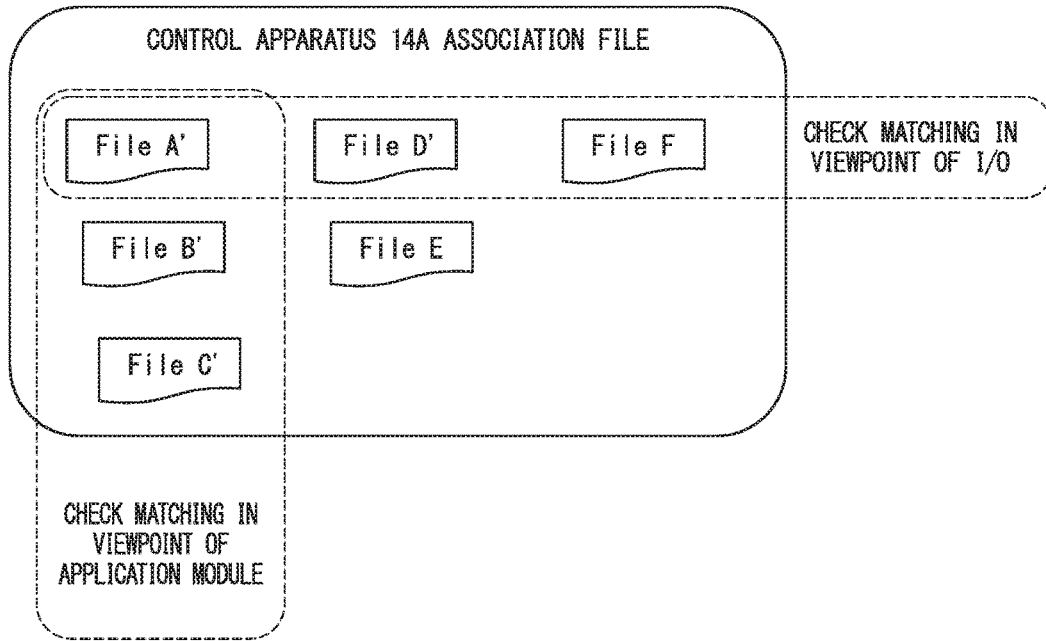 CONTROL APPARATUS 14A ASSOCIATION FILE
File A'
File D'
File F
CHECK MATCHING IN
VIEWPOINT OF I/O
File B'
File E
File C'
CHECK MATCHING IN
VIEWPOINT OF
APPLICATION MODULE